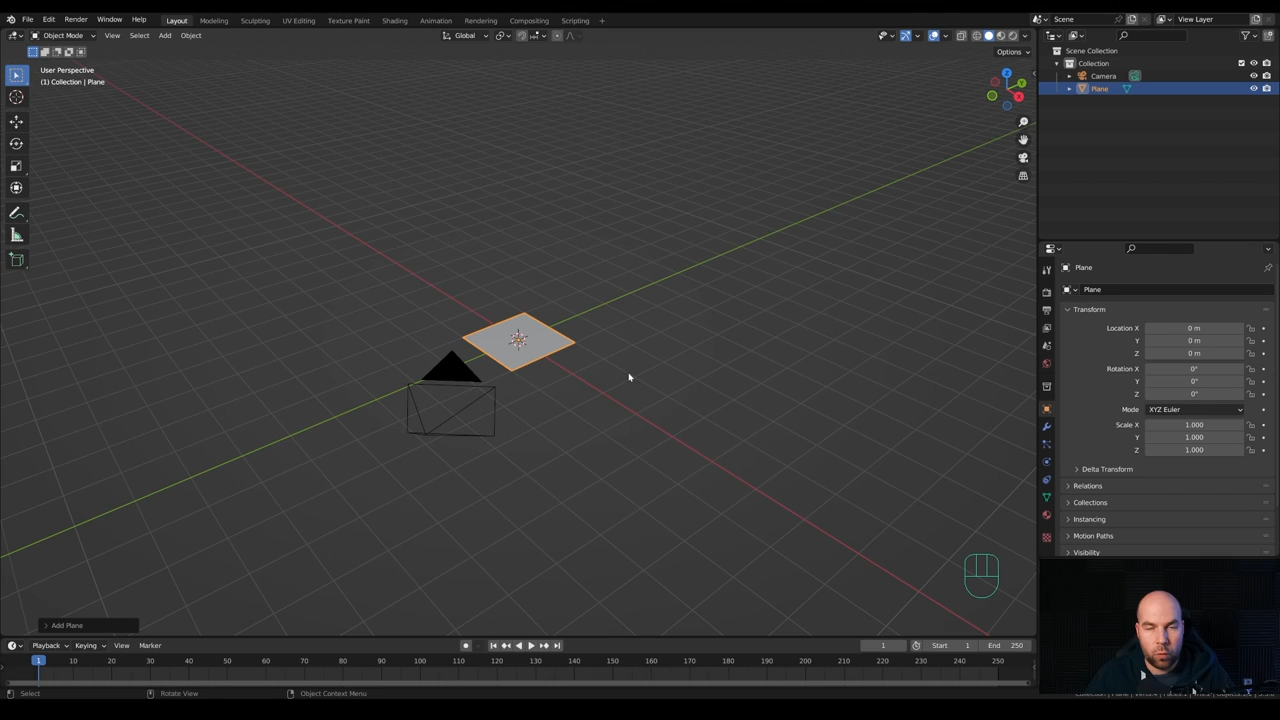 File Edit Render Window Help Layout Modeling Sculpting UV Editing Texture Paint Shading Animation Rendering Compositing Scripting + Scene View Layer
Object Mode View Select Add Object Global
Options
User Perspective
(1) Collection | Plane
Z
Y
X
Scene Collection
Collection
Camera
Plane
Plane
Plane
Transform
Location X 0 m
Y 0 m
Z 0 m
Rotation X 0°
Y 0°
Z 0°
Mode XYZ Euler
Scale X 1.000
Y 1.000
Z 1.000
Delta Transform
Relations
Collections
Instancing
Motion Paths
Visibility
Add Plane
Playback Keying View Marker 1 Start 1 End 250
1 10 20 30 40 50 60 70 80 90 100 110 120 130 140 150 160 170 180 190 200 210 220 230 240 250
Select Rotate View Object Context Menu